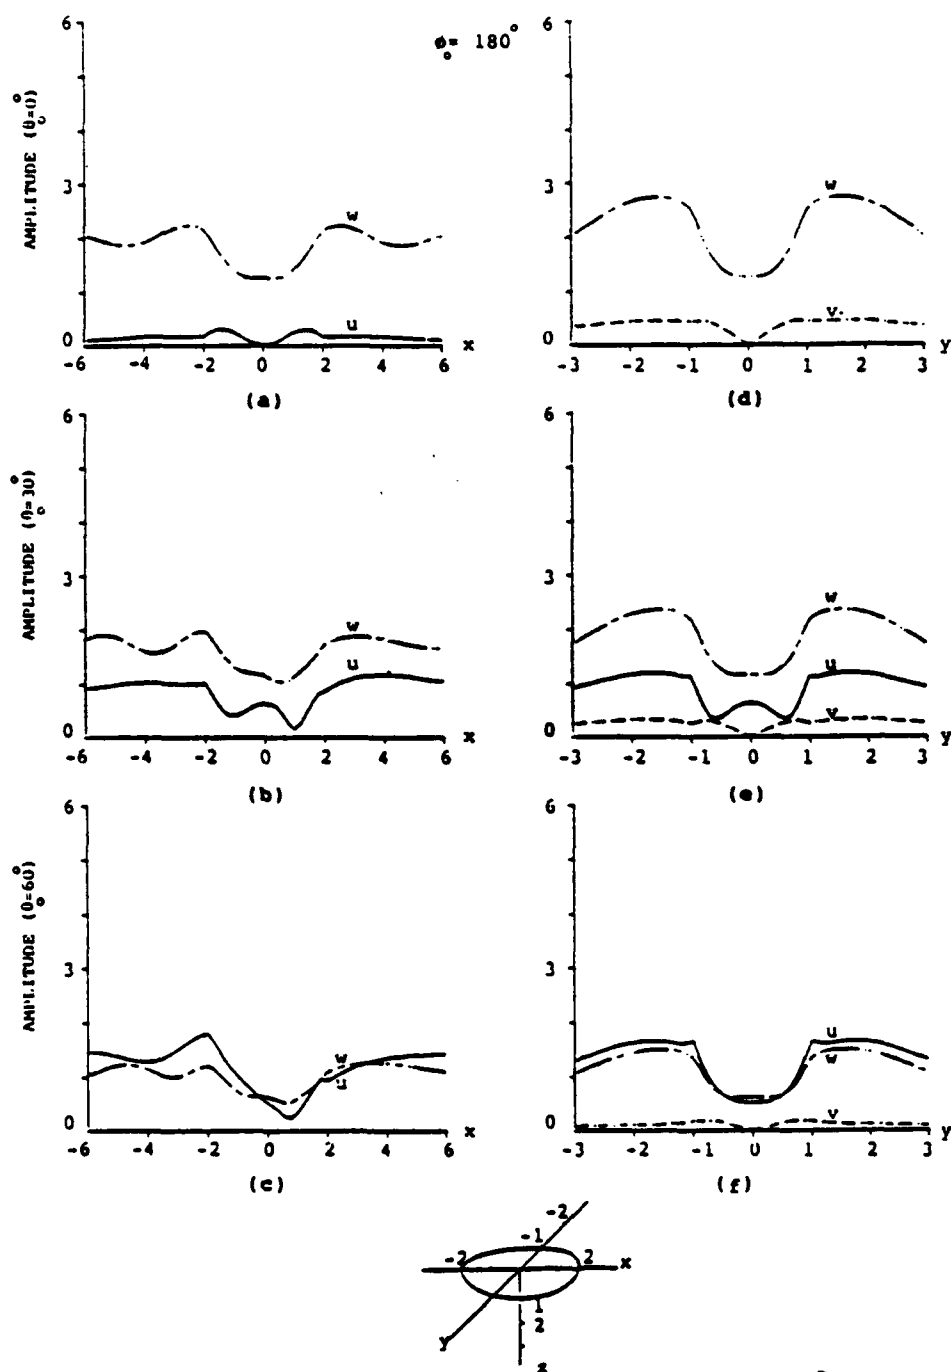 φ₀= 180°
6
3
0
AMPLITUDE (θ₀=0°)
w
u
-6 -4 -2 0 2 4 6 x
(a)
6
3
0
w
v
-3 -2 -1 0 1 2 3 y
(d)
6
3
0
AMPLITUDE (θ₀=30°)
w
u
-6 -4 -2 0 2 4 6 x
(b)
6
3
0
w
u
v
-3 -2 -1 0 1 2 3 y
(e)
6
3
0
AMPLITUDE (θ₀=60°)
w
u
-6 -4 -2 0 2 4 6 x
(c)
6
3
0
u
w
v
-3 -2 -1 0 1 2 3 y
(f)
-2
-1
-2 2 x
1
2
y
z